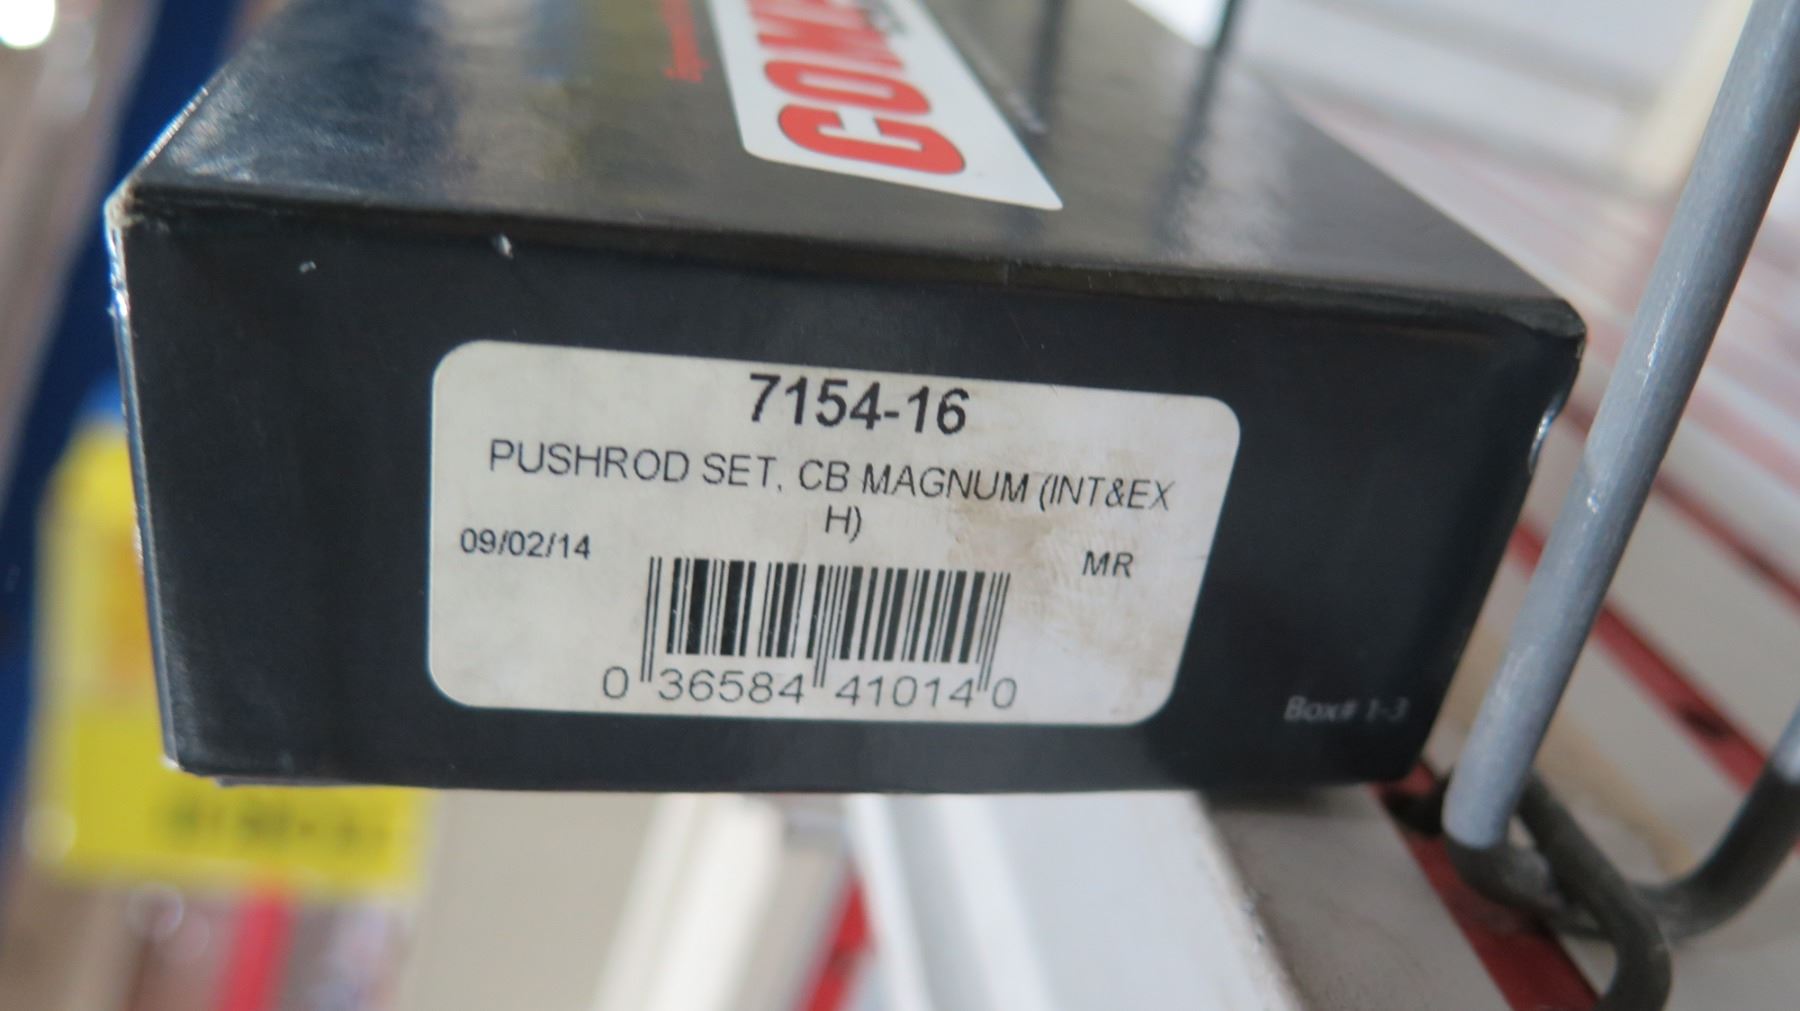 COM
7154-16
PUSHROD SET, CB MAGNUM (INT&EX
H)
09/02/14
MR
0 36584 41014 0
Box# 1-3